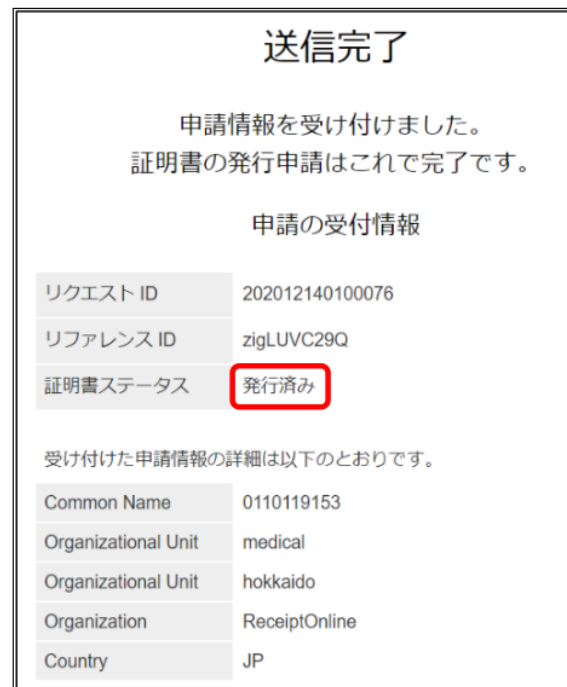 送信完了
申請情報を受け付けました。
証明書の発行申請はこれで完了です。
申請の受付情報
リクエスト ID 202012140100076
リファレンス ID zigLUVC29Q
証明書ステータス 発行済み
受け付けた申請情報の詳細は以下のとおりです。
Common Name 0110119153
Organizational Unit medical
Organizational Unit hokkaido
Organization ReceiptOnline
Country JP